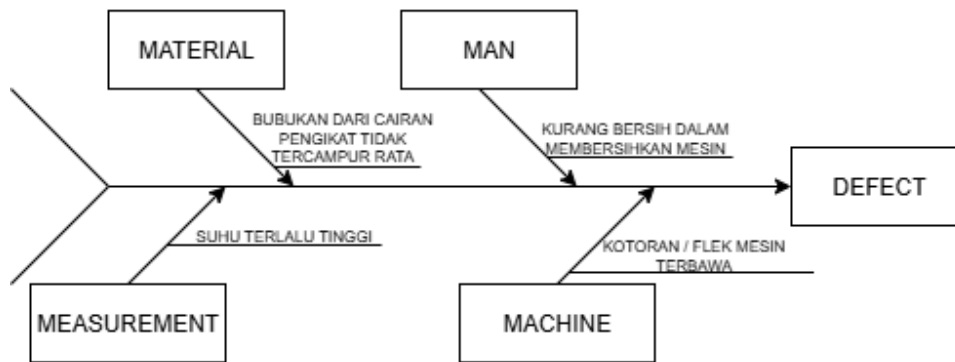 MATERIAL
MAN
BUBUKAN DARI CAIRAN
PENGIKAT TIDAK
TERCAMPUR RATA
KURANG BERSIH DALAM
MEMBERSIHKAN MESIN
DEFECT
SUHU TERLALU TINGGI
KOTORAN / FLEK MESIN
TERBAWA
MEASUREMENT
MACHINE